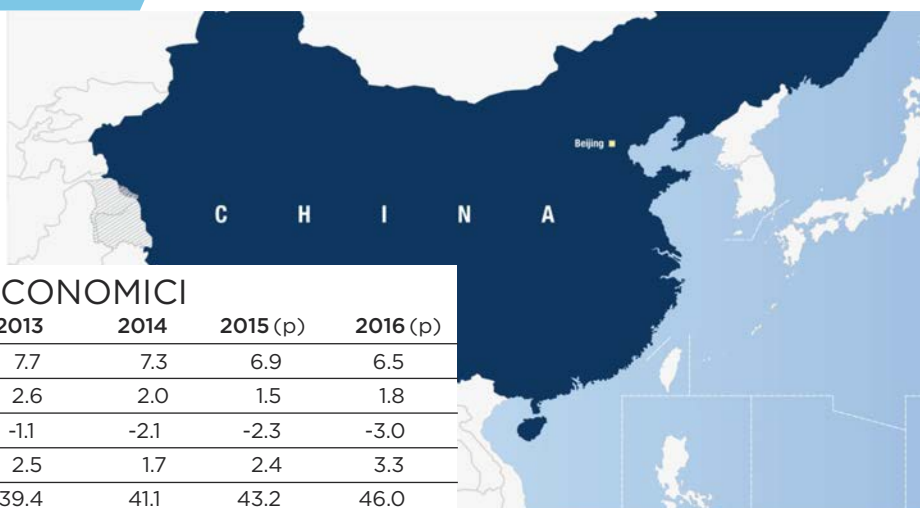 Beijing
C H I N A
CONOMICI
2013 2014 2015 (p) 2016 (p)
7.7 7.3 6.9 6.5
2.6 2.0 1.5 1.8
-1.1 -2.1 -2.3 -3.0
2.5 1.7 2.4 3.3
39.4 41.1 43.2 46.0